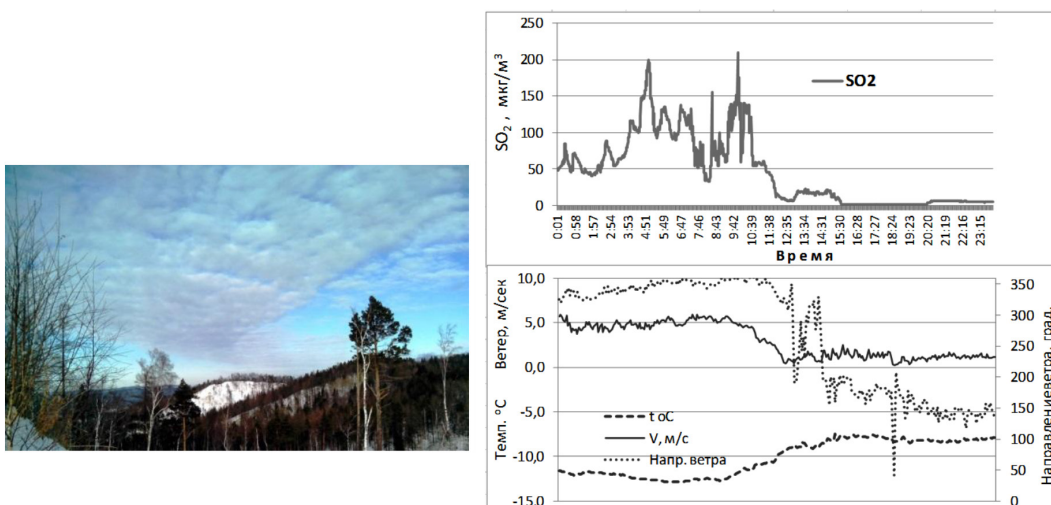 SO₂ , мкг/м³
250
200
150
100
50
0
SO2
0:01 0:58 1:57 2:54 3:53 4:51 5:49 6:47 7:46 8:43 9:42 10:39 11:38 12:35 13:34 14:31 15:30 16:28 17:27 18:24 19:23 20:20 21:19 22:16 23:15
Время
Темп. °C Ветер, м/сек
10,0
5,0
0,0
-5,0
-10,0
-15,0
t oC
V, м/с
Напр. ветра
350
300
250
200
150
100
50
0
Направлениеветра, град.